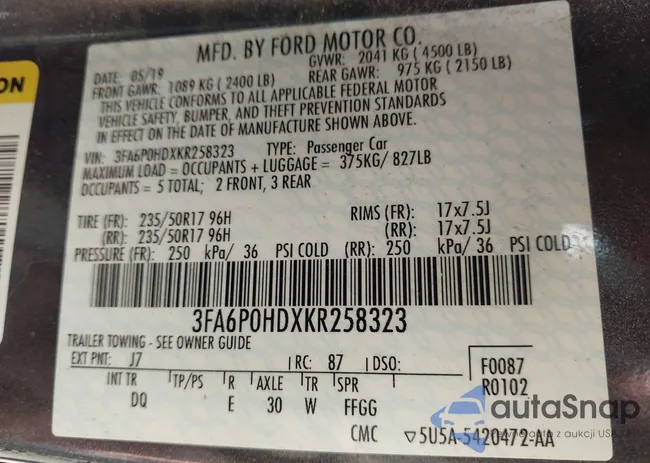 ON
MFD. BY FORD MOTOR CO.
DATE: 05/19 GVWR: 2041 KG ( 4500 LB)
FRONT GAWR: 1089 KG ( 2400 LB) REAR GAWR: 975 KG ( 2150 LB)
THIS VEHICLE CONFORMS TO ALL APPLICABLE FEDERAL MOTOR
VEHICLE SAFETY, BUMPER, AND THEFT PREVENTION STANDARDS
IN EFFECT ON THE DATE OF MANUFACTURE SHOWN ABOVE.
VIN: 3FA6P0HDXKR258323 TYPE: Passenger Car
MAXIMUM LOAD = OCCUPANTS + LUGGAGE = 375KG/ 827LB
OCCUPANTS = 5 TOTAL; 2 FRONT, 3 REAR
TIRE (FR): 235/50R17 96H RIMS (FR): 17x7.5J
(RR): 235/50R17 96H (RR): 17x7.5J
PRESSURE (FR): 250 kPa/ 36 PSI COLD (RR): 250 kPa/ 36 PSI COLD
3FA6P0HDXKR258323
TRAILER TOWING - SEE OWNER GUIDE
EXT PNT: J7 RC: 87 DSO: F0087
INT TR TP/PS R AXLE TR SPR R0102
DQ E 30 W FFGG
CMC ▽5U5A-5420472-AA
autoSnap
z aukcji USA